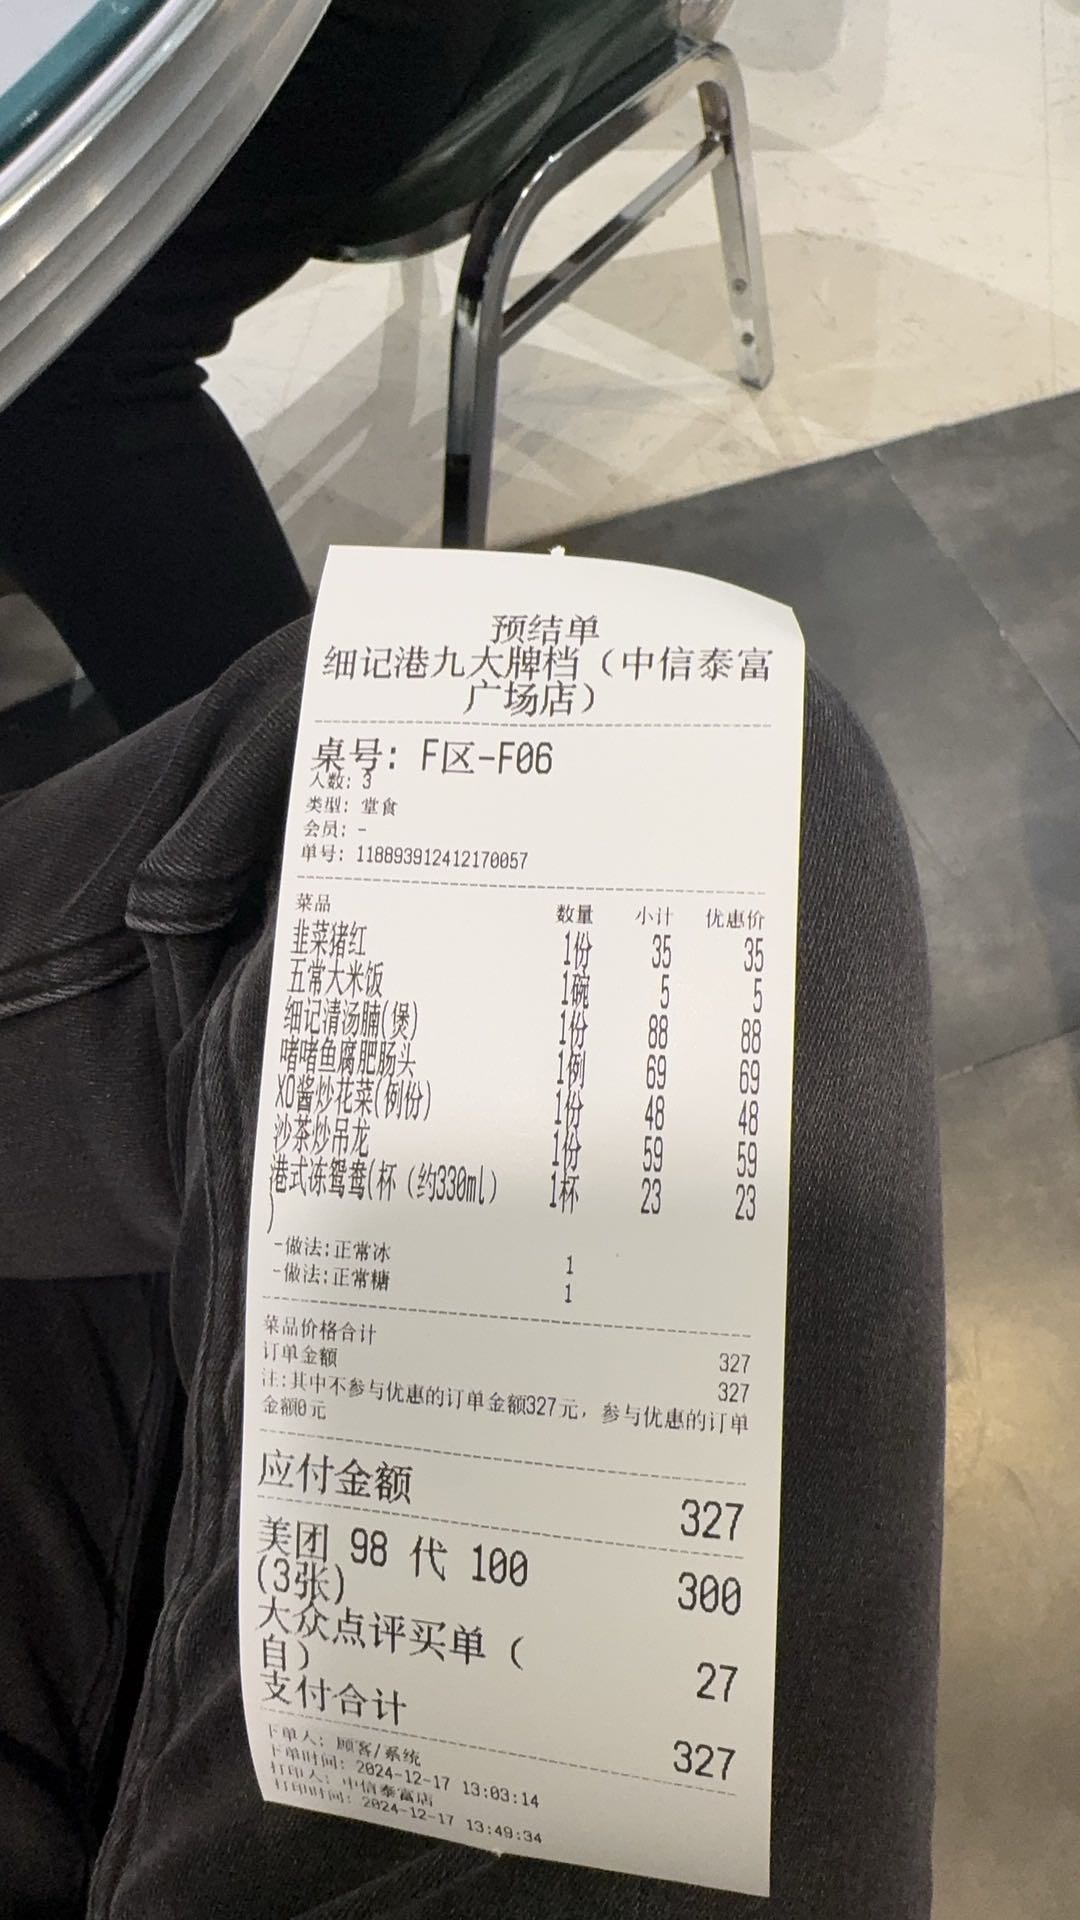 预结单
细记港九大牌档（中信泰富
广场店）
桌号: F区-F06
人数: 3
类型: 堂食
会员: -
单号: 118893912412170057
菜品 数量 小计 优惠价
韭菜猪红 1份 35 35
五常大米饭 1碗 5 5
细记清汤腩(煲) 1份 88 88
啫啫鱼腐肥肠头 1例 69 69
XO酱炒花菜(例份) 1份 48 48
沙茶炒吊龙 1份 59 59
港式冻鸳鸯(杯（约330ml） 1杯 23 23
)
-做法:正常冰 1
-做法:正常糖 1
菜品价格合计 327
订单金额 327
注:其中不参与优惠的订单金额327元，参与优惠的订单
金额0元
应付金额 327
美团 98 代 100 300
(3张)
大众点评买单（ 27
自）
支付合计 327
下单人: 顾客/系统
下单时间: 2024-12-17 13:03:14
打印人: 中信泰富店
打印时间: 2024-12-17 13:49:34